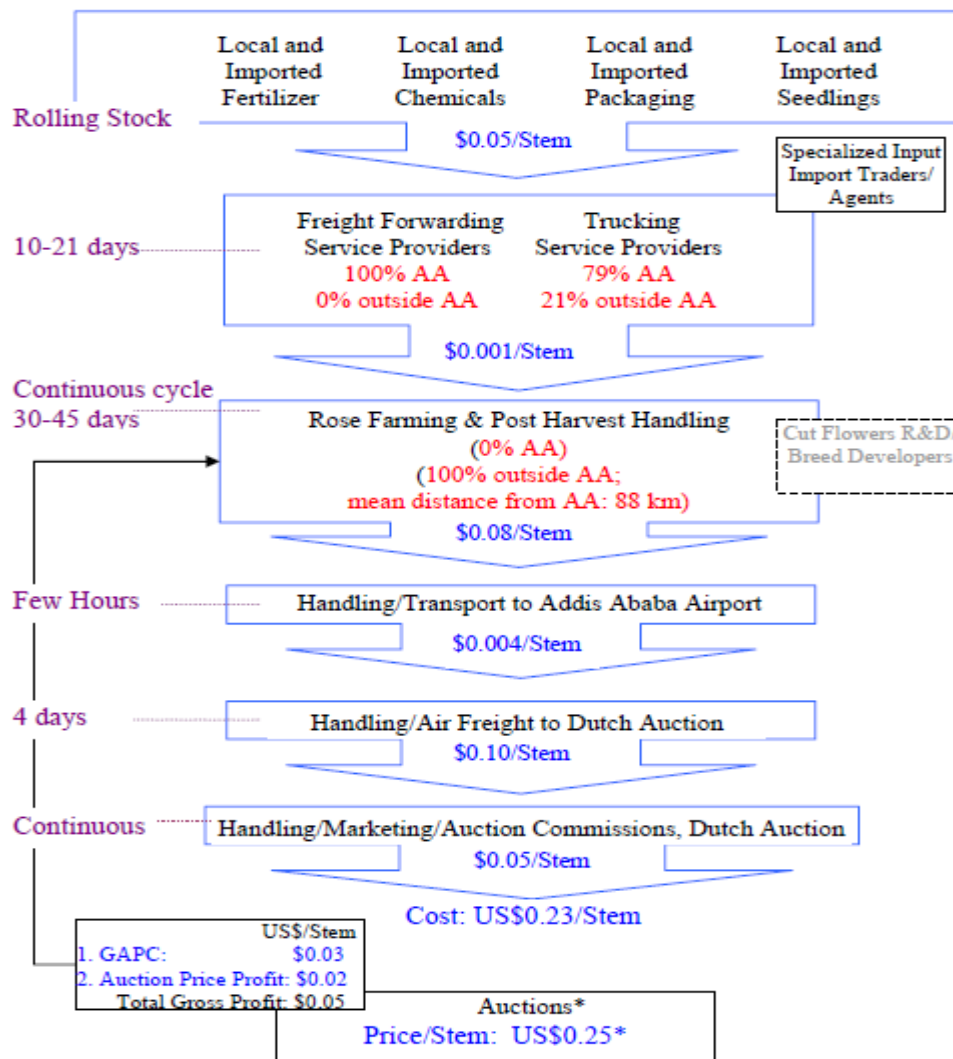 Local and Imported Fertilizer
Local and Imported Chemicals
Local and Imported Packaging
Local and Imported Seedlings
Rolling Stock
$0.05/Stem
Specialized Input
Import Traders/
Agents
10-21 days
Freight Forwarding
Service Providers
100% AA
0% outside AA
Trucking
Service Providers
79% AA
21% outside AA
$0.001/Stem
Continuous cycle
30-45 days
Rose Farming & Post Harvest Handling
(0% AA)
(100% outside AA;
mean distance from AA: 88 km)
Cut Flowers R&D/
Breed Developers
$0.08/Stem
Few Hours
Handling/Transport to Addis Ababa Airport
$0.004/Stem
4 days
Handling/Air Freight to Dutch Auction
$0.10/Stem
Continuous
Handling/Marketing/Auction Commissions, Dutch Auction
$0.05/Stem
Cost: US$0.23/Stem
US$/Stem
1. GAPC: $0.03
2. Auction Price Profit: $0.02
Total Gross Profit: $0.05
Auctions*
Price/Stem: US$0.25*